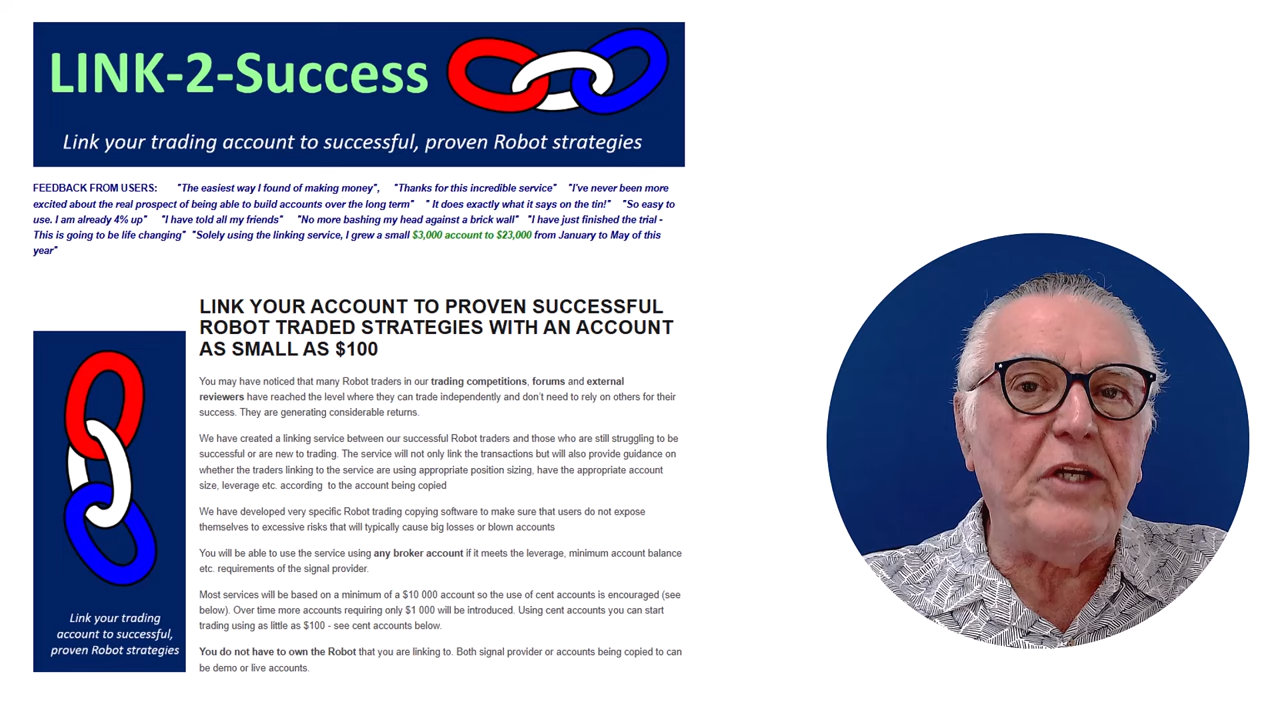 LINK-2-Success
Link your trading account to successful, proven Robot strategies
FEEDBACK FROM USERS: "The easiest way I found of making money", "Thanks for this incredible service" "I've never been more
excited about the real prospect of being able to build accounts over the long term" " It does exactly what it says on the tin!" "So easy to
use. I am already 4% up" "I have told all my friends" "No more bashing my head against a brick wall" "I have just finished the trial -
This is going to be life changing" "Solely using the linking service, I grew a small $3,000 account to $23,000 from January to May of this
year"
LINK YOUR ACCOUNT TO PROVEN SUCCESSFUL
ROBOT TRADED STRATEGIES WITH AN ACCOUNT
AS SMALL AS $100
You may have noticed that many Robot traders in our trading competitions, forums and external
reviewers have reached the level where they can trade independently and don't need to rely on others for their
success. They are generating considerable returns.
We have created a linking service between our successful Robot traders and those who are still struggling to be
successful or are new to trading. The service will not only link the transactions but will also provide guidance on
whether the traders linking to the service are using appropriate position sizing, have the appropriate account
size, leverage etc. according to the account being copied
We have developed very specific Robot trading copying software to make sure that users do not expose
themselves to excessive risks that will typically cause big losses or blown accounts
You will be able to use the service using any broker account if it meets the leverage, minimum account balance
etc. requirements of the signal provider.
Most services will be based on a minimum of a $10 000 account so the use of cent accounts is encouraged (see
below). Over time more accounts requiring only $1 000 will be introduced. Using cent accounts you can start
trading using as little as $100 - see cent accounts below.
You do not have to own the Robot that you are linking to. Both signal provider or accounts being copied to can
be demo or live accounts.
Link your trading
account to successful,
proven Robot strategies